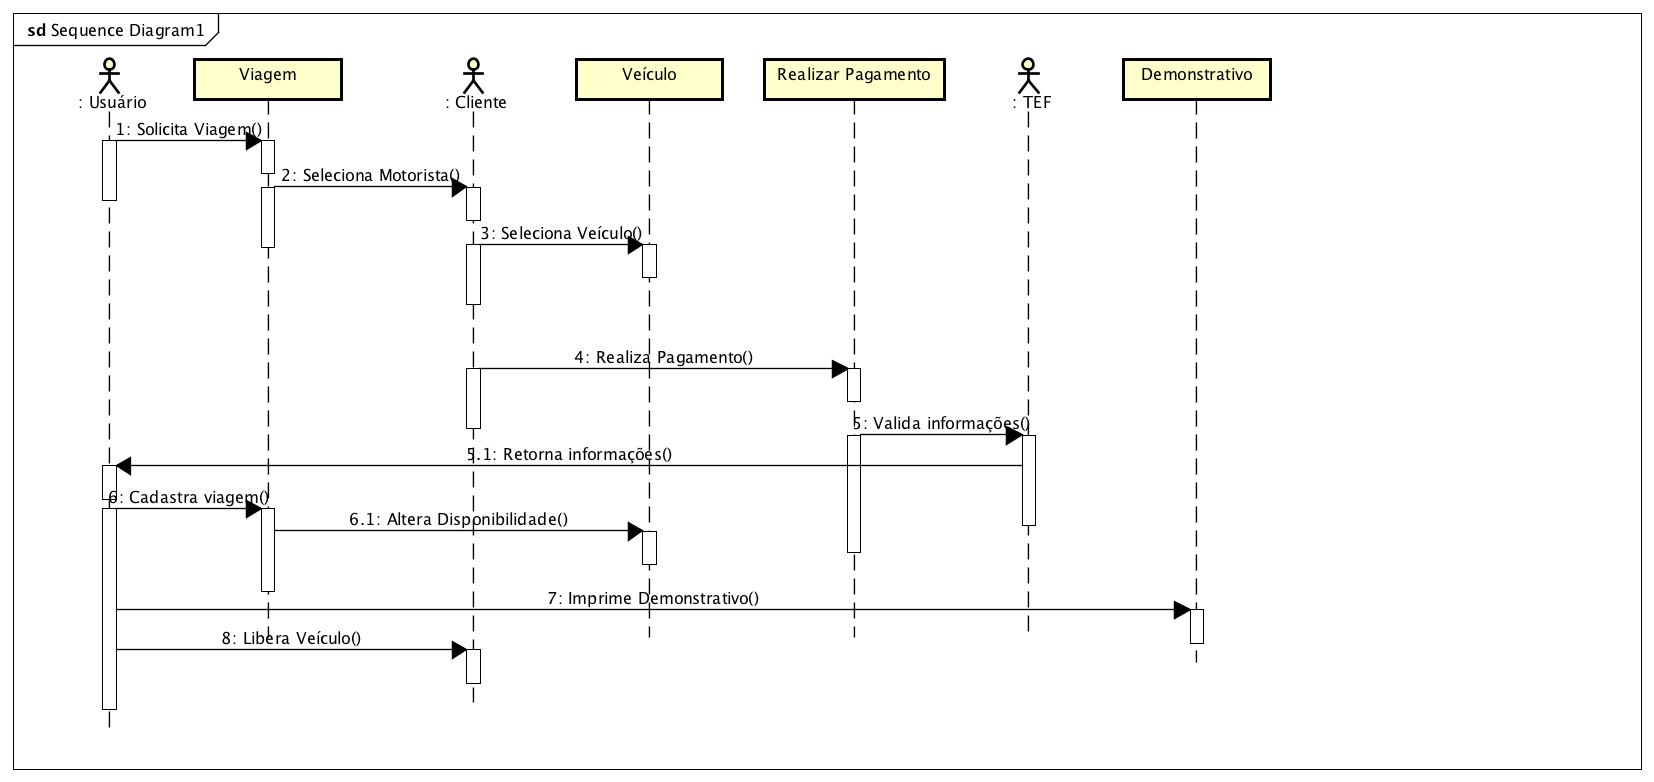 sd Sequence Diagram1
: Usuário
Viagem
: Cliente
Veículo
Realizar Pagamento
: TEF
Demonstrativo
1: Solicita Viagem()
2: Seleciona Motorista()
3: Seleciona Veículo()
4: Realiza Pagamento()
5: Valida informações()
5.1: Retorna informações()
6: Cadastra viagem()
6.1: Altera Disponibilidade()
7: Imprime Demonstrativo()
8: Libera Veículo()